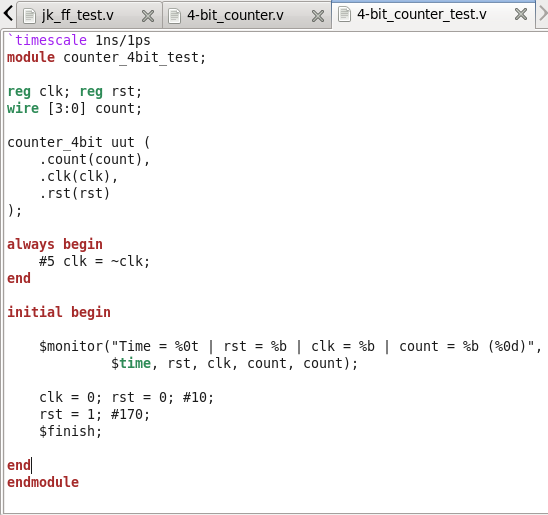 jk_ff_test.v 4-bit_counter.v 4-bit_counter_test.v
`timescale 1ns/1ps
module counter_4bit_test;
reg clk; reg rst;
wire [3:0] count;
counter_4bit uut (
    .count(count),
    .clk(clk),
    .rst(rst)
);
always begin
    #5 clk = ~clk;
end
initial begin
    $monitor("Time = %0t | rst = %b | clk = %b | count = %b (%0d)",
             $time, rst, clk, count, count);
    clk = 0; rst = 0; #10;
    rst = 1; #170;
    $finish;
end
endmodule